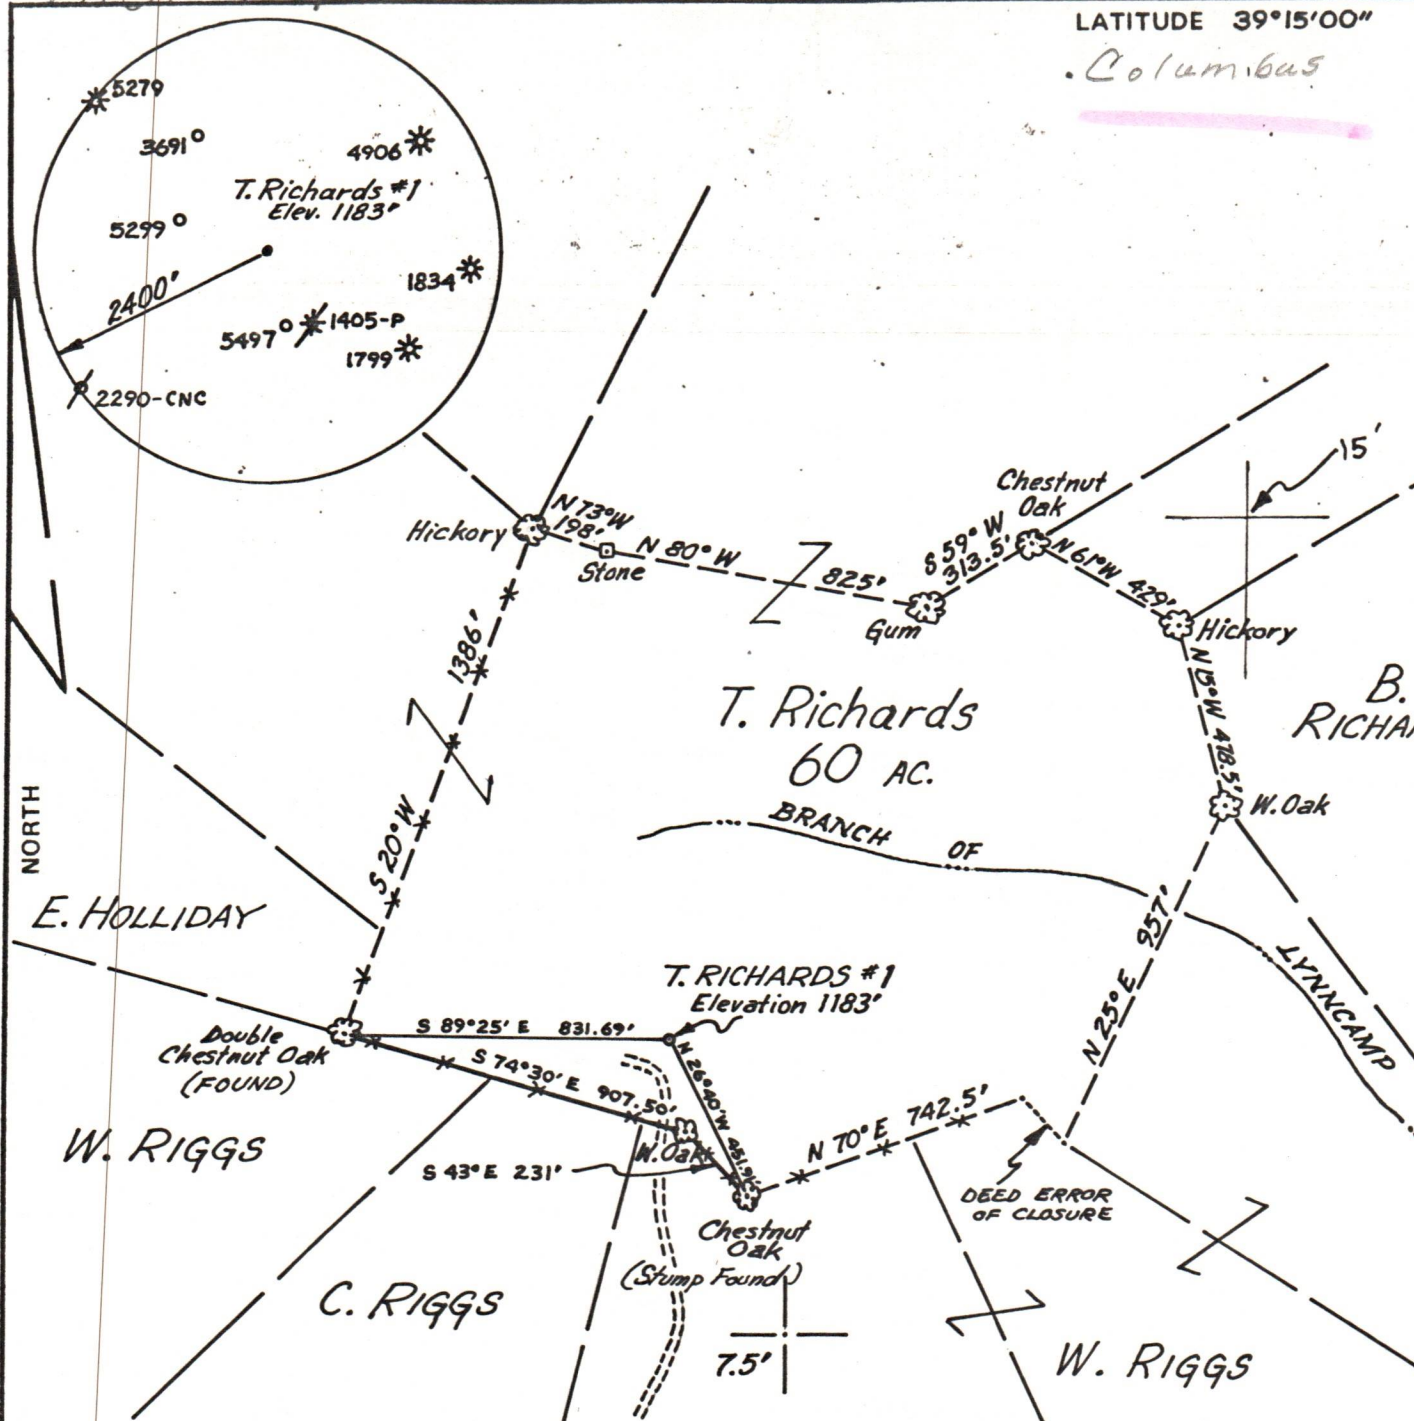 LATITUDE 39°15'00"
Columbus
5279
3691
4906
T. Richards #1
Elev. 1183'
5299
1834
2400'
5497
1405-P
1799
2290-CNC
15'
Chestnut
Oak
Hickory
N 73° W
198'
Stone
N 80° W
825'
S 59° W
313.5'
N 61° W 429'
Gum
Hickory
1386'
S 20° W
T. Richards
60 AC.
N 15° W 478.5'
B.
W. Oak
BRANCH OF
LYNNCAMP
NORTH
E. HOLLIDAY
N 25° E 957'
T. RICHARDS #1
Elevation 1183'
Double
Chestnut Oak
(FOUND)
S 89°25' E 831.69'
S 74°30' E 907.50'
N 26°40' W 451.91'
W. Oak
S 43° E 231'
N 70° E 742.5'
DEED ERROR
OF CLOSURE
W. RIGGS
Chestnut
Oak
(Stump Found)
C. RIGGS
7.5'
W. RIGGS